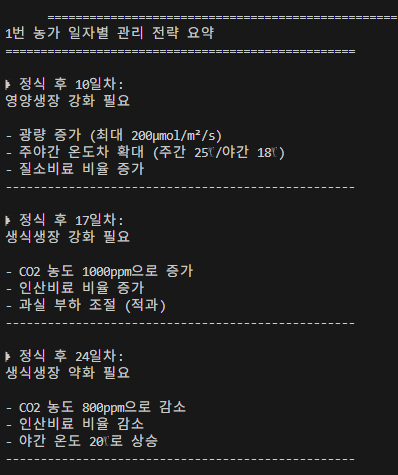 ==================================================
1번 농가 일자별 관리 전략 요약
==================================================
▶ 정식 후 10일차:
영양생장 강화 필요
- 광량 증가 (최대 200μmol/m²/s)
- 주야간 온도차 확대 (주간 25℃/야간 18℃)
- 질소비료 비율 증가
--------------------------------------------------
▶ 정식 후 17일차:
생식생장 강화 필요
- CO2 농도 1000ppm으로 증가
- 인산비료 비율 증가
- 과실 부하 조절 (적과)
--------------------------------------------------
▶ 정식 후 24일차:
생식생장 약화 필요
- CO2 농도 800ppm으로 감소
- 인산비료 비율 감소
- 야간 온도 20℃로 상승
--------------------------------------------------